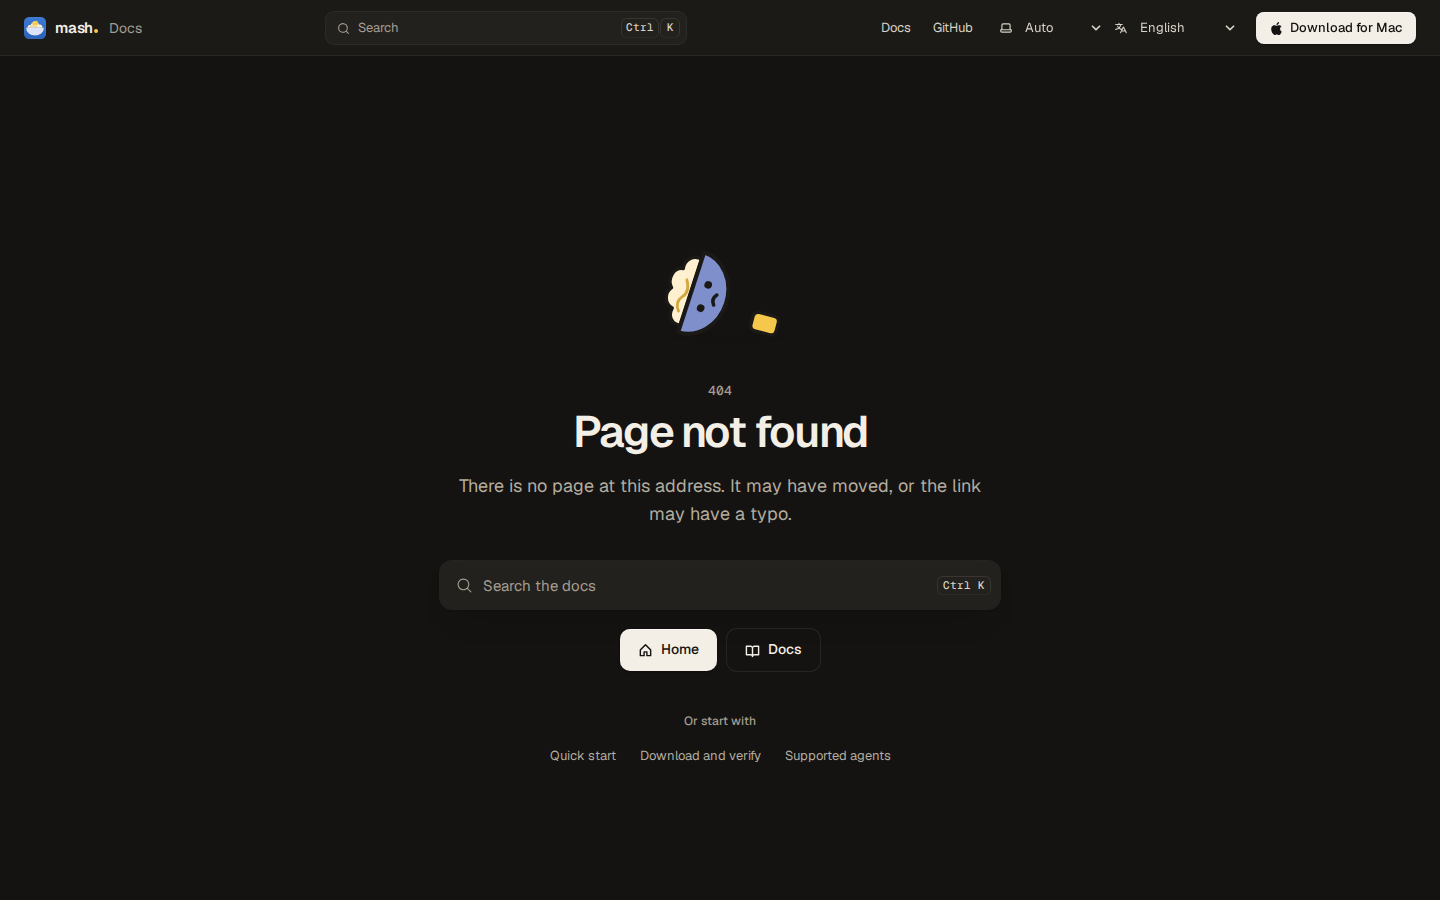 mash. Docs
Search Ctrl K
Docs GitHub Auto English Download for Mac
404
Page not found
There is no page at this address. It may have moved, or the link
may have a typo.
Search the docs Ctrl K
Home Docs
Or start with
Quick start Download and verify Supported agents